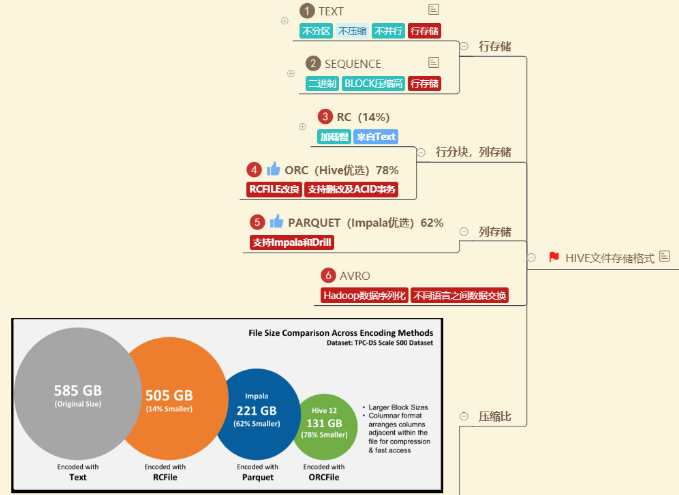 1 TEXT
不分区 不压缩 不并行 行存储
行存储
2 SEQUENCE
二进制 BLOCK压缩高 行存储
3 RC（14%）
加载慢 来自Text
行分块，列存储
4 ORC（Hive优选）78%
RCFILE改良 支持删改及ACID事务
5 PARQUET（Impala优选）62%
支持Impala和Drill
列存储
HIVE文件存储格式
6 AVRO
Hadoop数据序列化 不同语言之间数据交换
压缩比
File Size Comparison Across Encoding Methods
Dataset: TPC-DS Scale 500 Dataset
585 GB
(Original Size)
505 GB
(14% Smaller)
Impala
221 GB
(62% Smaller)
Hive 12
131 GB
(78% Smaller)
• Larger Block Sizes
• Columnar format
arranges columns
adjacent within the
file for compression
& fast access
Encoded with
Text
Encoded with
RCFile
Encoded with
Parquet
Encoded with
ORCFile